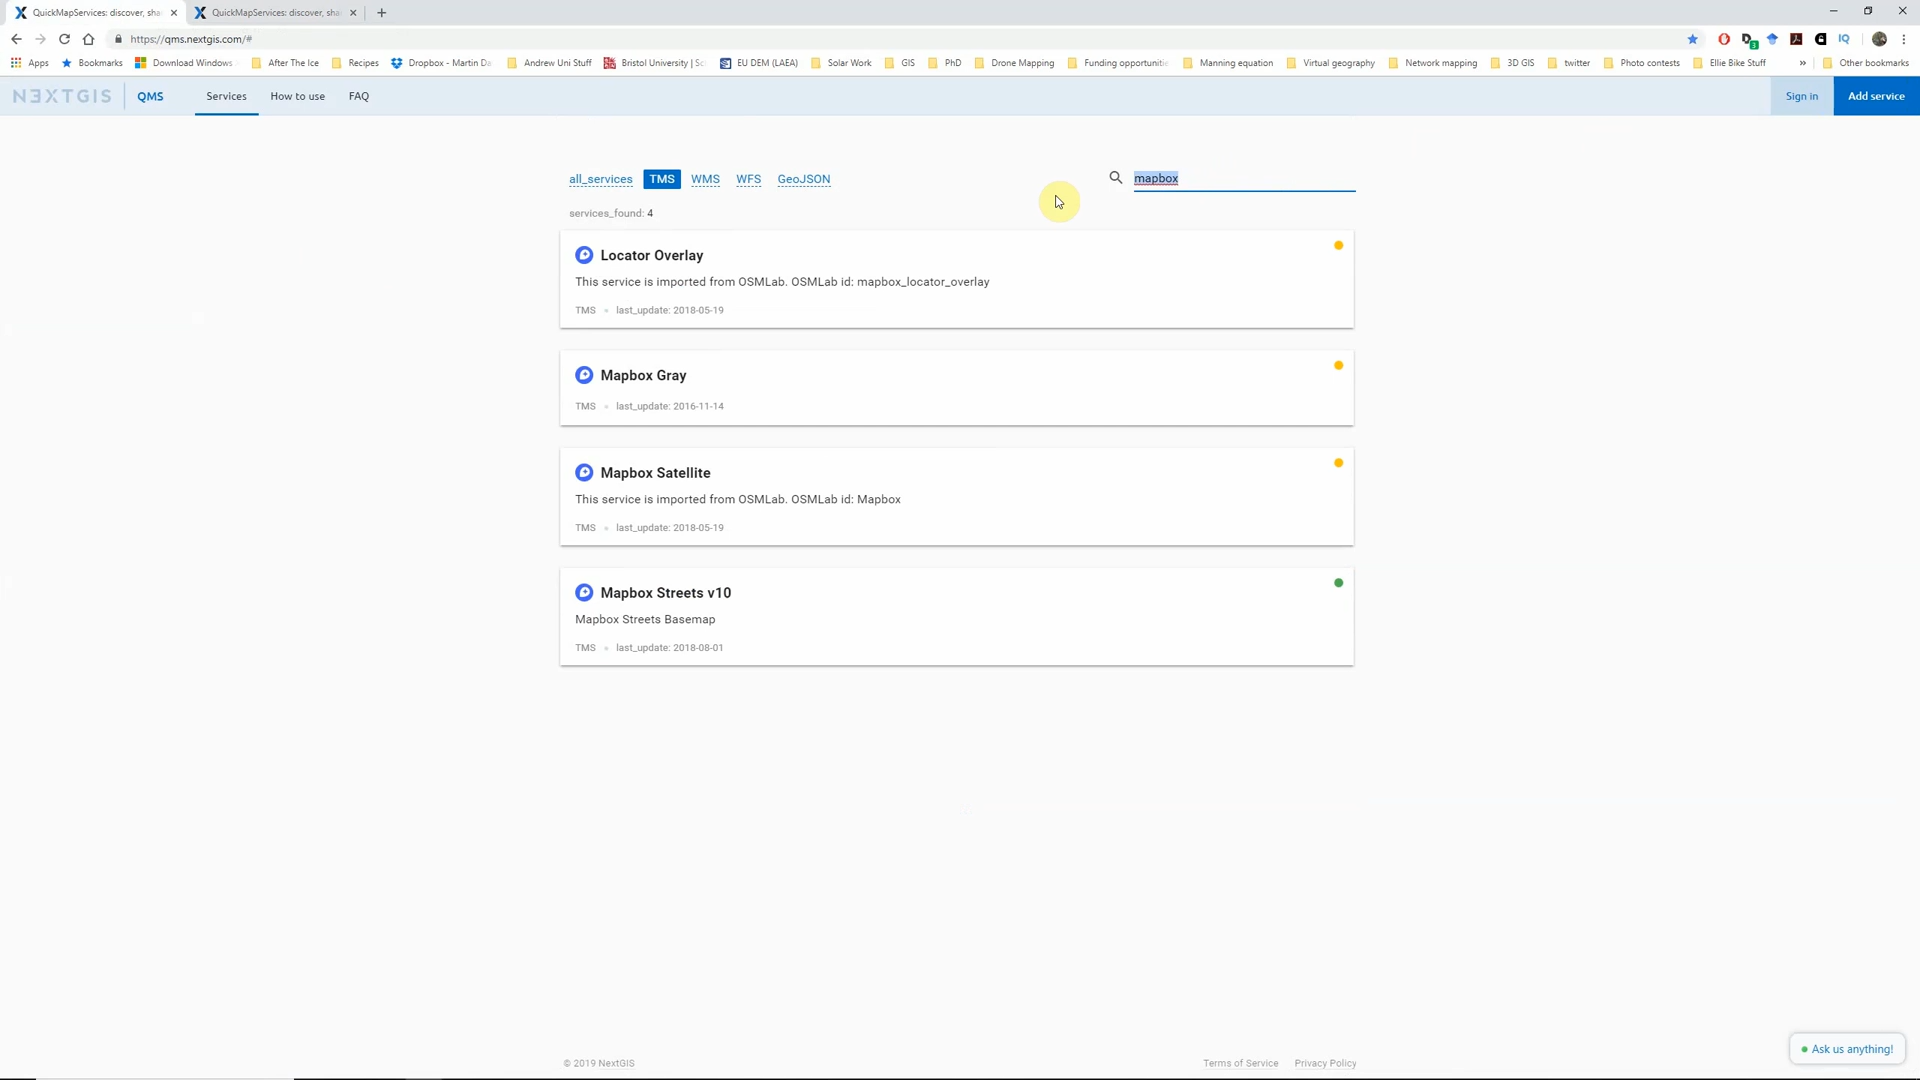 QuickMapServices: discover, sha
QuickMapServices: discover, sha
https://qms.nextgis.com/#
Apps
Bookmarks
Download Windows
After The Ice
Recipes
Dropbox - Martin Da
Andrew Uni Stuff
Bristol University | Sc
EU DEM (LAEA)
Solar Work
GIS
PhD
Drone Mapping
Funding opportunitie
Manning equation
Virtual geography
Network mapping
3D GIS
twitter
Photo contests
Ellie Bike Stuff
»
Other bookmarks
NEXTGIS
QMS
Services
How to use
FAQ
Sign in
Add service
all_services
TMS
WMS
WFS
GeoJSON
mapbox
services_found: 4
Locator Overlay
This service is imported from OSMLab. OSMLab id: mapbox_locator_overlay
TMS • last_update: 2018-05-19
Mapbox Gray
TMS • last_update: 2016-11-14
Mapbox Satellite
This service is imported from OSMLab. OSMLab id: Mapbox
TMS • last_update: 2018-05-19
Mapbox Streets v10
Mapbox Streets Basemap
TMS • last_update: 2018-08-01
© 2019 NextGIS
Terms of Service
Privacy Policy
Ask us anything!